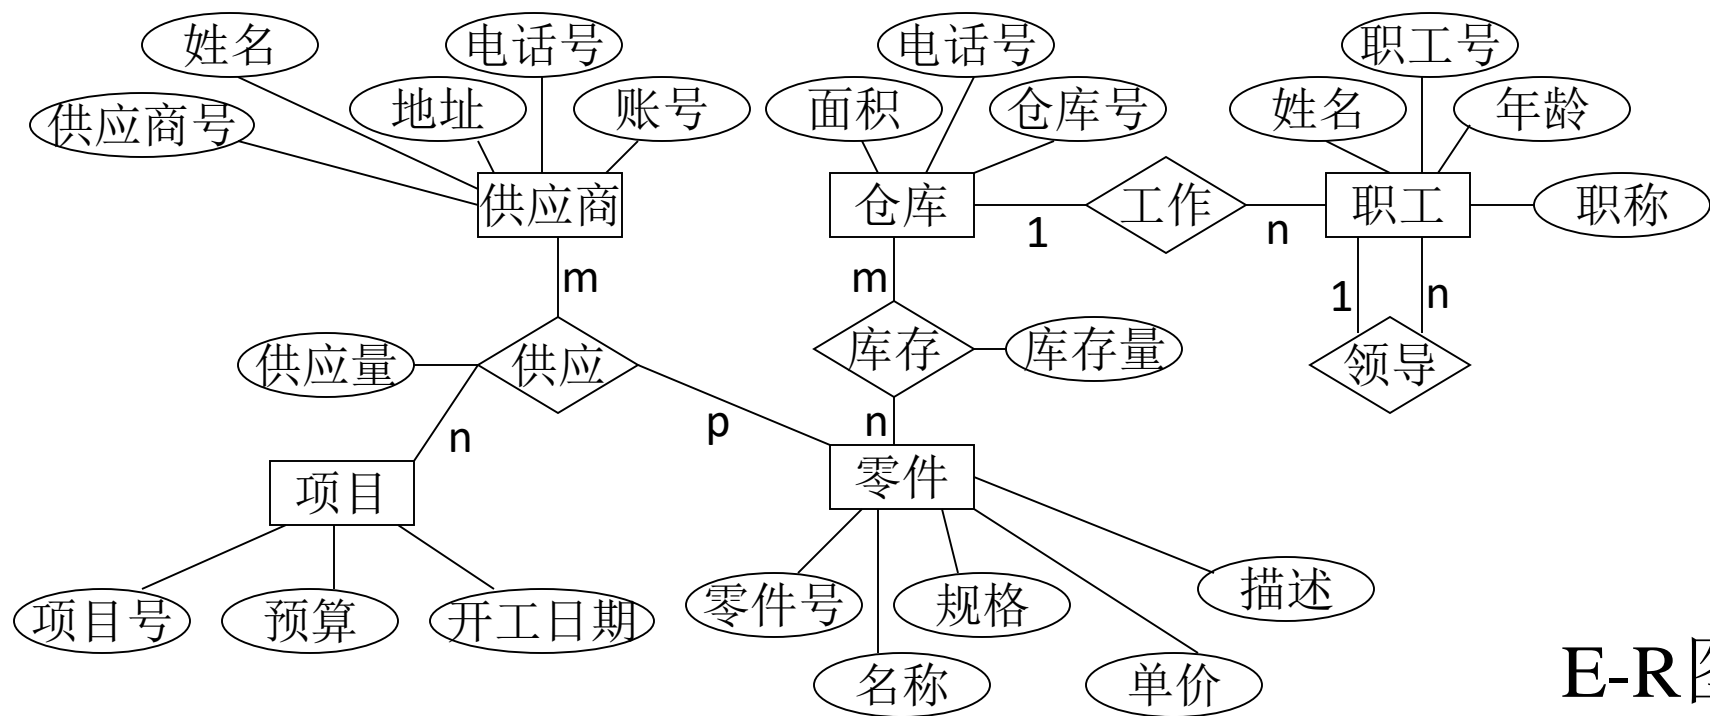 姓名
电话号
电话号
职工号
供应商号
地址
账号
面积
仓库号
姓名
年龄
供应商
仓库
1
工作
n
职工
职称
m
m
1
n
供应量
供应
库存
库存量
领导
n
p
n
项目
零件
项目号
预算
开工日期
零件号
规格
描述
名称
单价
E-R